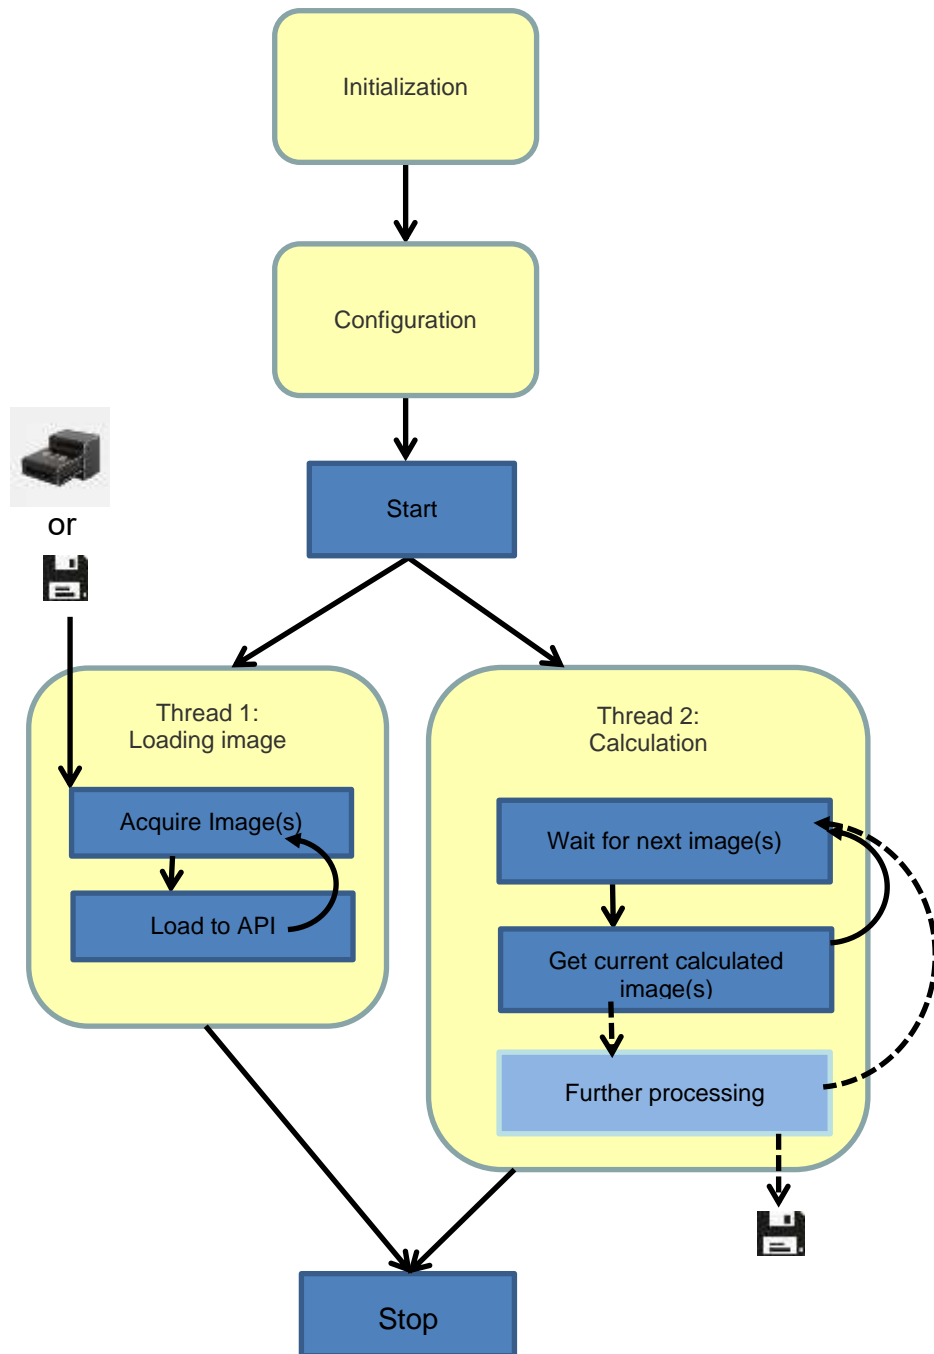 Initialization
Configuration
or
Start
Thread 1:
Loading image
Acquire Image(s)
Load to API
Thread 2:
Calculation
Wait for next image(s)
Get current calculated
image(s)
Further processing
Stop